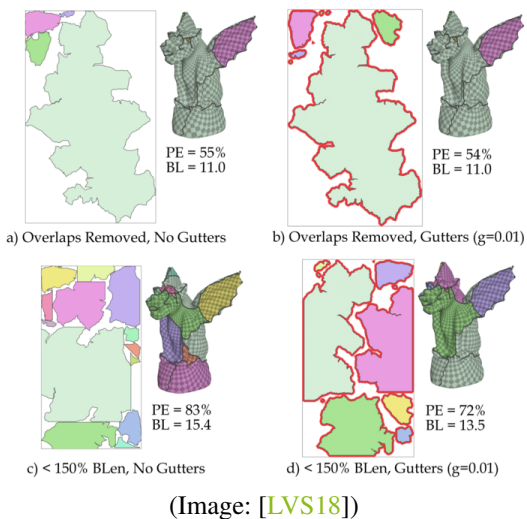 PE = 55%
BL = 11.0
PE = 54%
BL = 11.0
a) Overlaps Removed, No Gutters
b) Overlaps Removed, Gutters (g=0.01)
PE = 83%
BL = 15.4
PE = 72%
BL = 13.5
c) < 150% BLen, No Gutters
d) < 150% BLen, Gutters (g=0.01)
(Image: [LVS18])